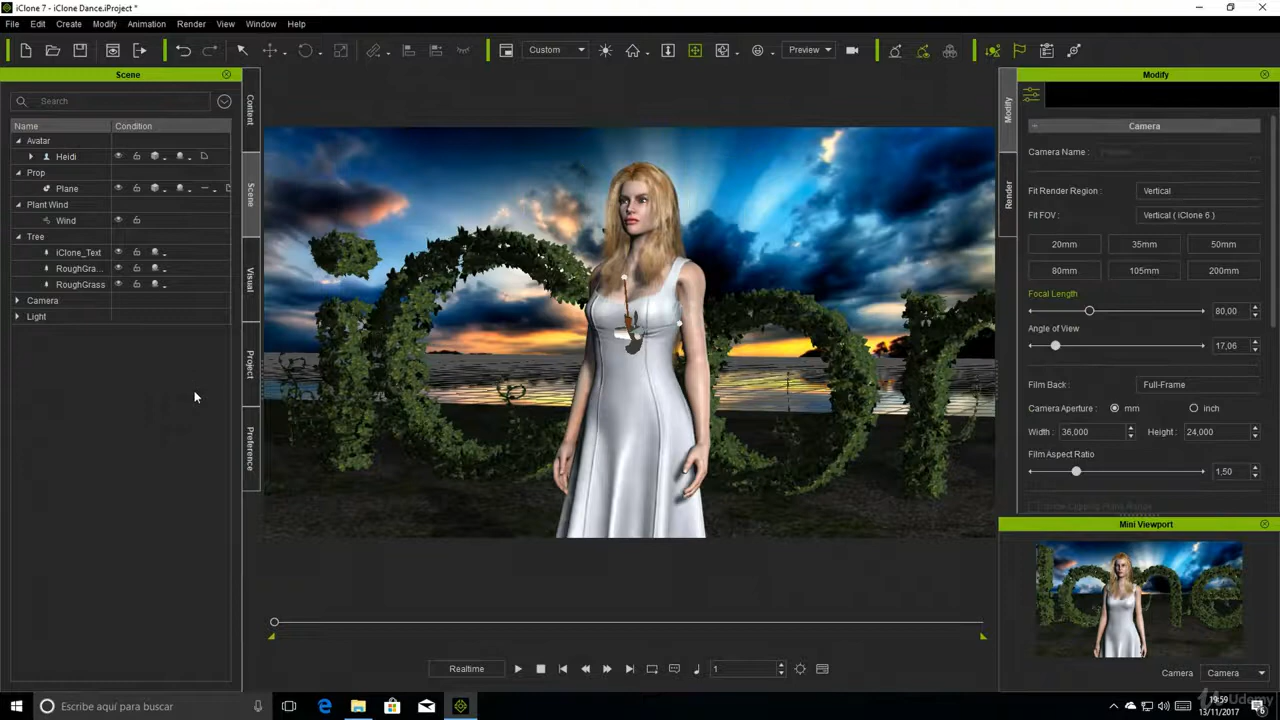 iClone 7 - iClone Dance.iProject *
File Edit Create Modify Animation Render View Window Help
Custom Preview
Scene
Search
Name Condition
Avatar
Heidi
Prop
Plane
Plant Wind
Wind
Tree
iClone_Text
RoughGra...
RoughGrass
Camera
Light
Content
Scene
Visual
Project
Preference
Realtime
1
Modify
Render
Modify
Camera
Camera Name :
Fit Render Region : Vertical
Fit FOV : Vertical ( iClone 6 )
20mm 35mm 50mm
80mm 105mm 200mm
Focal Length
80,00
Angle of View
17,06
Film Back : Full-Frame
Camera Aperture : mm inch
Width : 36,000 Height : 24,000
Film Aspect Ratio
1,50
Mini Viewport
Camera Camera
Escribe aquí para buscar
19:59
13/11/2017
6
Udemy